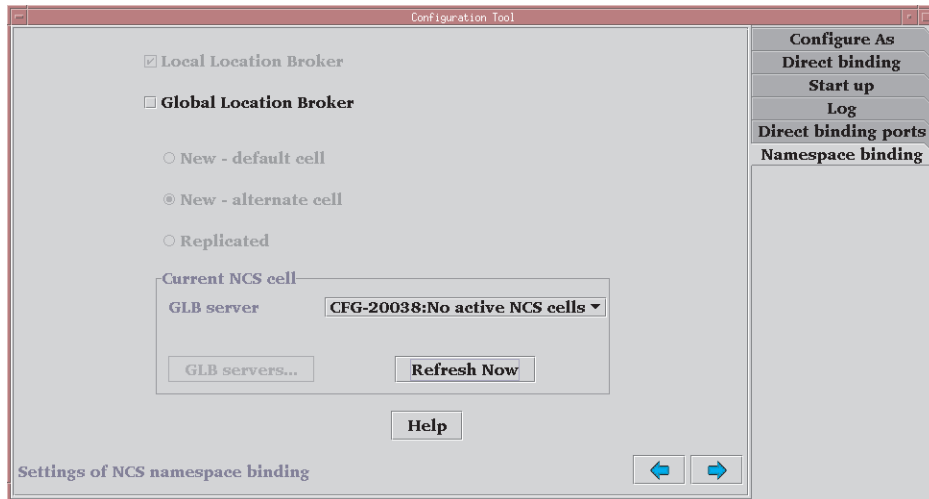 Configuration Tool
Local Location Broker
Global Location Broker
New - default cell
New - alternate cell
Replicated
Current NCS cell
GLB server CFG-20038:No active NCS cells
GLB servers... Refresh Now
Help
Settings of NCS namespace binding
Configure As
Direct binding
Start up
Log
Direct binding ports
Namespace binding